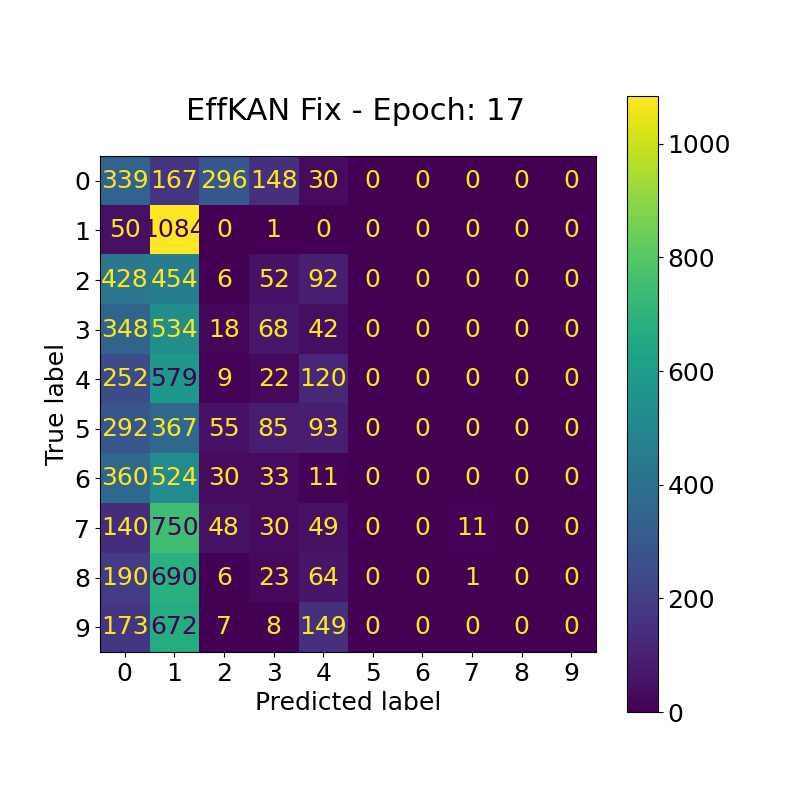 EffKAN Fix - Epoch: 17
0 339 167 296 148 30 0 0 0 0 0
1 50 1084 0 1 0 0 0 0 0 0
2 428 454 6 52 92 0 0 0 0 0
3 348 534 18 68 42 0 0 0 0 0
4 252 579 9 22 120 0 0 0 0 0
5 292 367 55 85 93 0 0 0 0 0
6 360 524 30 33 11 0 0 0 0 0
7 140 750 48 30 49 0 0 11 0 0
8 190 690 6 23 64 0 0 1 0 0
9 173 672 7 8 149 0 0 0 0 0
0 1 2 3 4 5 6 7 8 9
Predicted label
True label
1000
800
600
400
200
0